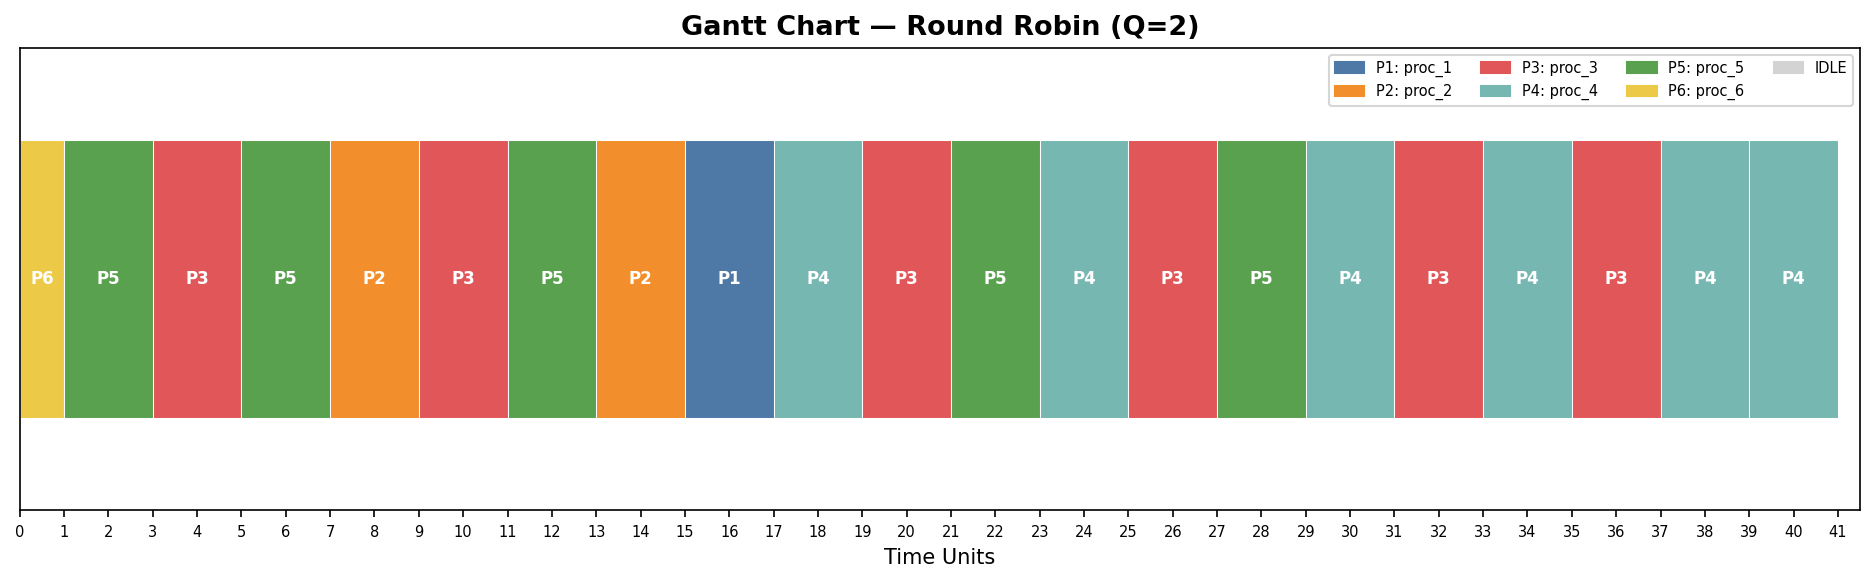 Gantt Chart — Round Robin (Q=2)
P1: proc_1 P3: proc_3 P5: proc_5 IDLE
P2: proc_2 P4: proc_4 P6: proc_6
P6 P5 P3 P5 P2 P3 P5 P2 P1 P4 P3 P5 P4 P3 P5 P4 P3 P4 P3 P4 P4
0 1 2 3 4 5 6 7 8 9 10 11 12 13 14 15 16 17 18 19 20 21 22 23 24 25 26 27 28 29 30 31 32 33 34 35 36 37 38 39 40 41
Time Units